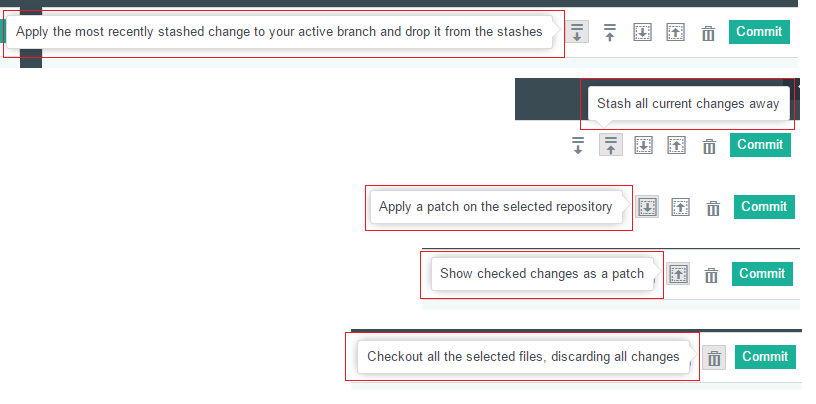 Apply the most recently stashed change to your active branch and drop it from the stashes
Commit
Stash all current changes away
Commit
Apply a patch on the selected repository
Commit
Show checked changes as a patch
Commit
Checkout all the selected files, discarding all changes
Commit